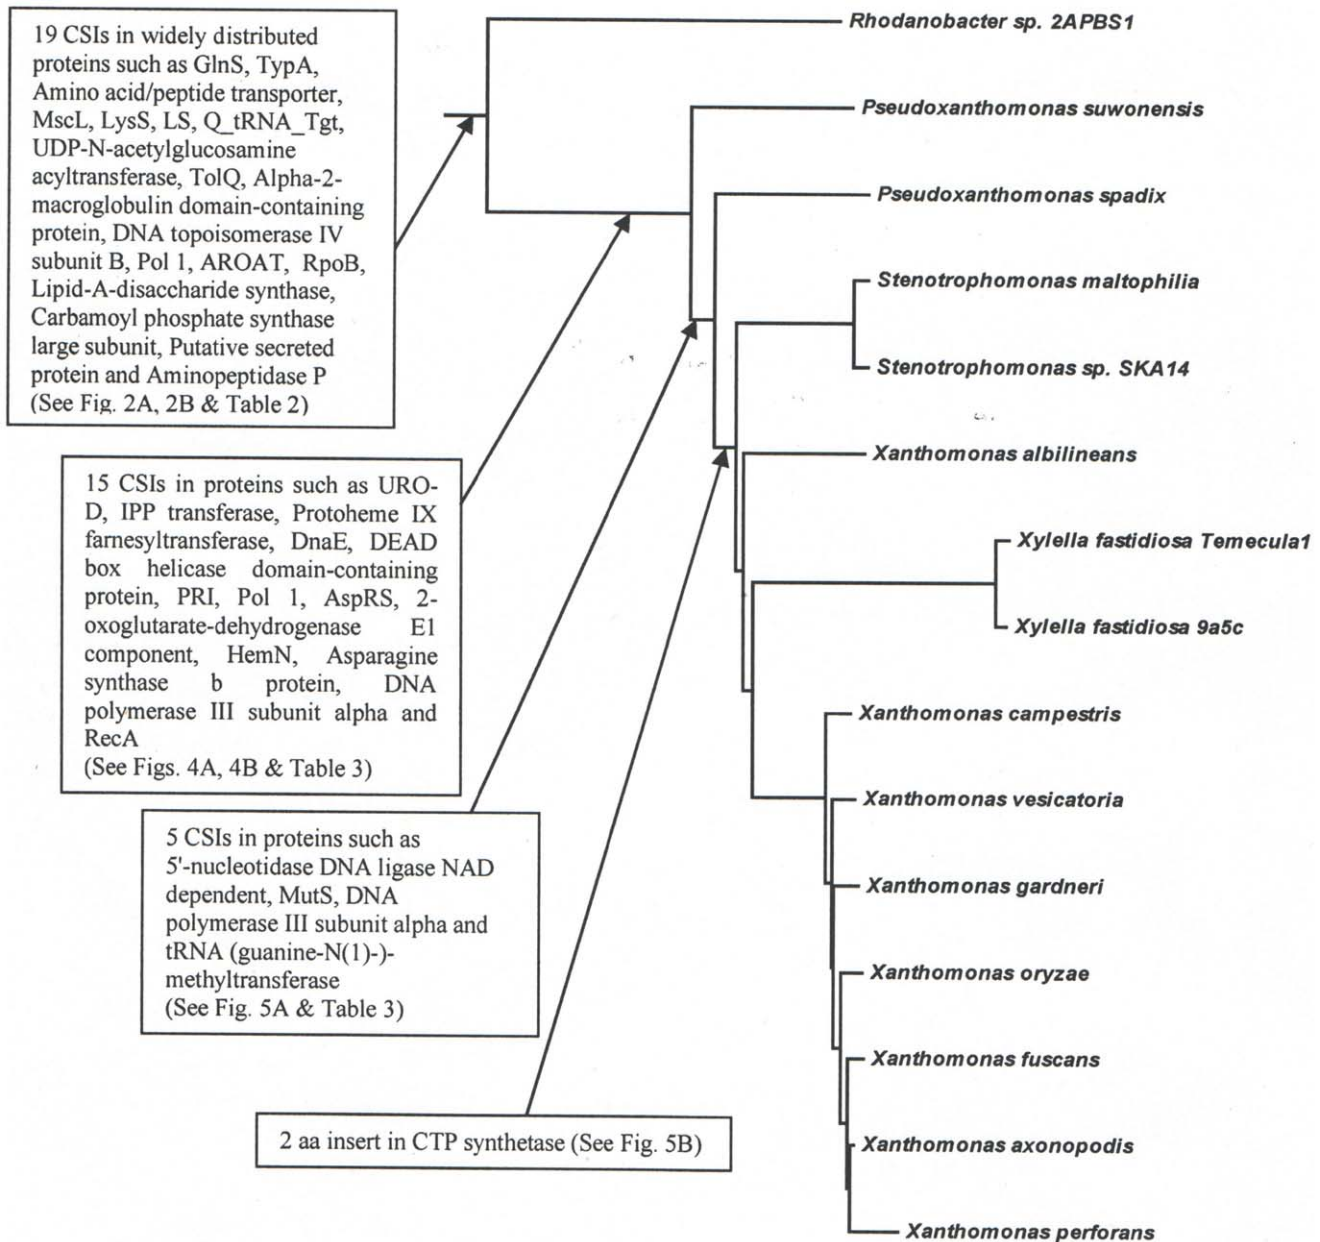 19 CSIs in widely distributed
proteins such as GlnS, TypA,
Amino acid/peptide transporter,
MscL, LysS, LS, Q_tRNA_Tgt,
UDP-N-acetylglucosamine
acyltransferase, TolQ, Alpha-2-
macroglobulin domain-containing
protein, DNA topoisomerase IV
subunit B, Pol 1, AROAT, RpoB,
Lipid-A-disaccharide synthase,
Carbamoyl phosphate synthase
large subunit, Putative secreted
protein and Aminopeptidase P
(See Fig. 2A, 2B & Table 2)
15 CSIs in proteins such as URO-
D, IPP transferase, Protoheme IX
farnesyltransferase, DnaE, DEAD
box helicase domain-containing
protein, PRI, Pol 1, AspRS, 2-
oxoglutarate-dehydrogenase E1
component, HemN, Asparagine
synthase b protein, DNA
polymerase III subunit alpha and
RecA
(See Figs. 4A, 4B & Table 3)
5 CSIs in proteins such as
5'-nucleotidase DNA ligase NAD
dependent, MutS, DNA
polymerase III subunit alpha and
tRNA (guanine-N(1)-)-
methyltransferase
(See Fig. 5A & Table 3)
2 aa insert in CTP synthetase (See Fig. 5B)
Rhodanobacter sp. 2APBS1
Pseudoxanthomonas suwonensis
Pseudoxanthomonas spadix
Stenotrophomonas maltophilia
Stenotrophomonas sp. SKA14
Xanthomonas albilineans
Xylella fastidiosa Temecula1
Xylella fastidiosa 9a5c
Xanthomonas campestris
Xanthomonas vesicatoria
Xanthomonas gardneri
Xanthomonas oryzae
Xanthomonas fuscans
Xanthomonas axonopodis
Xanthomonas perforans